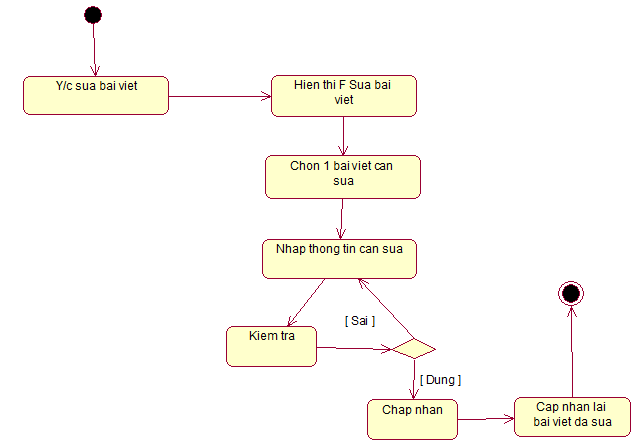 Y/c sua bai viet
Hien thi F Sua bai
viet
Chon 1 bai viet can
sua
Nhap thong tin can sua
[ Sai ]
Kiem tra
[ Dung ]
Chap nhan
Cap nhan lai
bai viet da sua